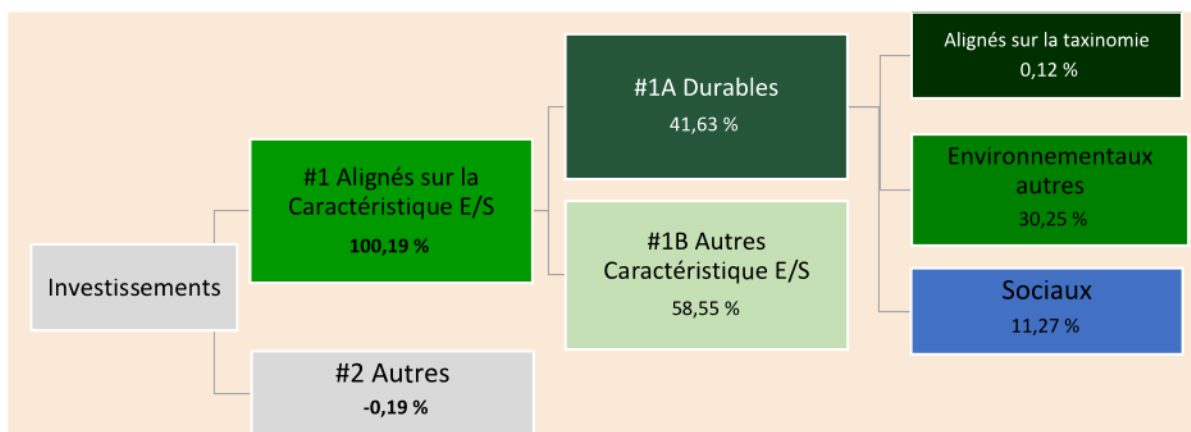 Investissements
#1 Alignés sur la
Caractéristique E/S
100,19 %
#2 Autres
-0,19 %
#1A Durables
41,63 %
#1B Autres
Caractéristique E/S
58,55 %
Alignés sur la taxinomie
0,12 %
Environnementaux
autres
30,25 %
Sociaux
11,27 %